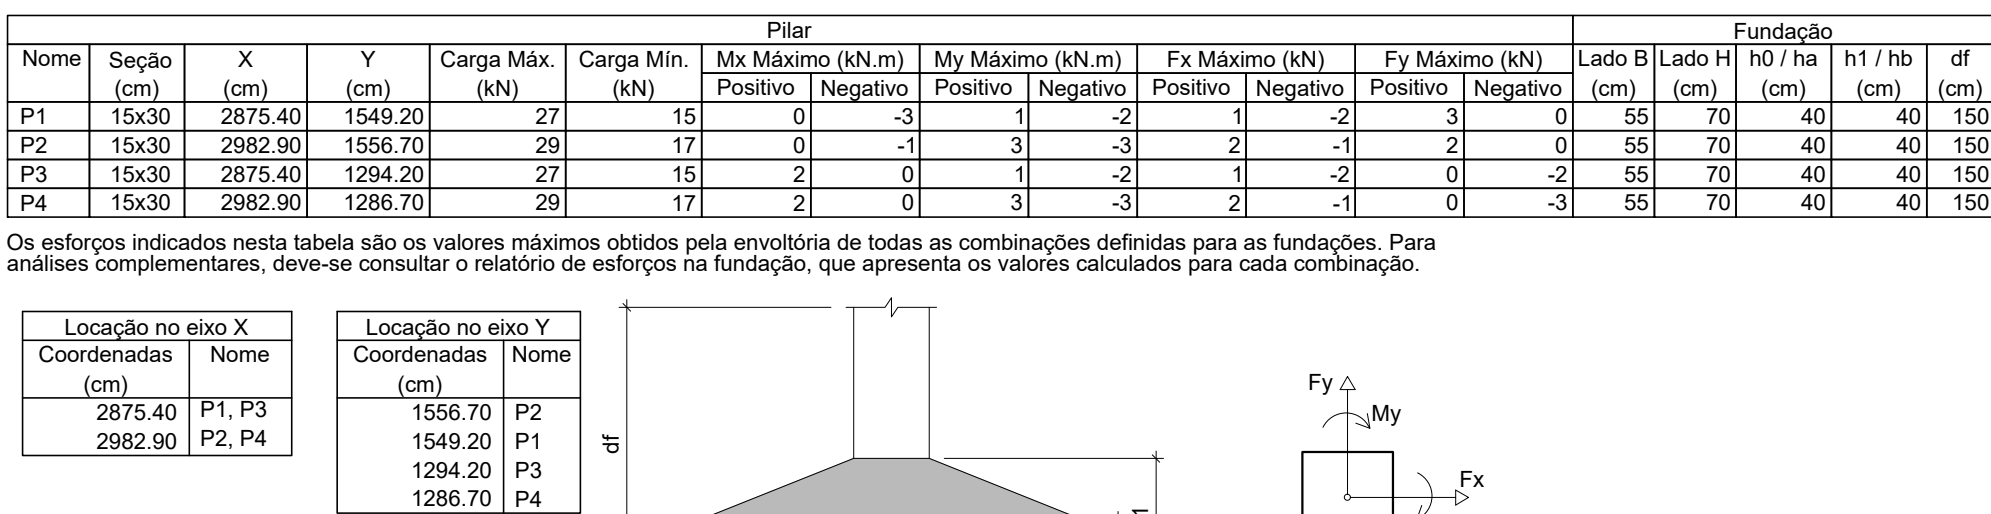 Pilar Fundação
Nome Seção X Y Carga Máx. Carga Mín. Mx Máximo (kN.m) My Máximo (kN.m) Fx Máximo (kN) Fy Máximo (kN) Lado B Lado H h0 / ha h1 / hb df
(cm) (cm) (cm) (kN) (kN) Positivo Negativo Positivo Negativo Positivo Negativo Positivo Negativo (cm) (cm) (cm) (cm) (cm)
P1 15x30 2875.40 1549.20 27 15 0 -3 1 -2 1 -2 3 0 55 70 40 40 150
P2 15x30 2982.90 1556.70 29 17 0 -1 3 -3 2 -1 2 0 55 70 40 40 150
P3 15x30 2875.40 1294.20 27 15 2 0 1 -2 1 -2 0 -2 55 70 40 40 150
P4 15x30 2982.90 1286.70 29 17 2 0 3 -3 2 -1 0 -3 55 70 40 40 150
Os esforços indicados nesta tabela são os valores máximos obtidos pela envoltória de todas as combinações definidas para as fundações. Para
análises complementares, deve-se consultar o relatório de esforços na fundação, que apresenta os valores calculados para cada combinação.
Locação no eixo X
Coordenadas Nome
(cm)
2875.40 P1, P3
2982.90 P2, P4
Locação no eixo Y
Coordenadas Nome
(cm)
1556.70 P2
1549.20 P1
1294.20 P3
1286.70 P4
df
Fy
My
Fx